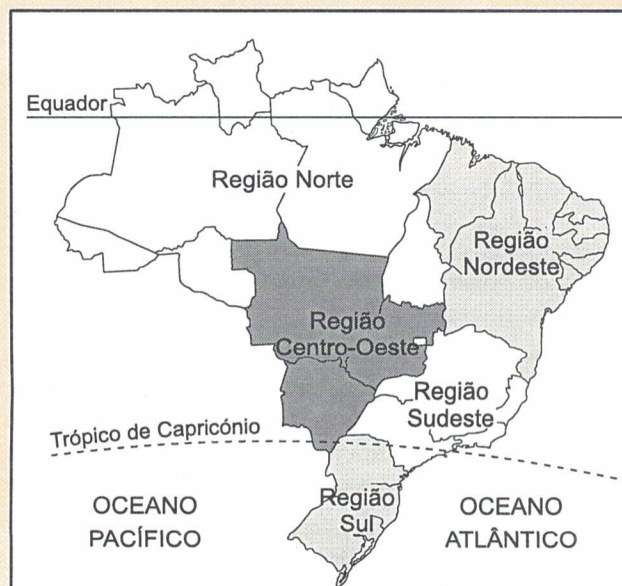 Equador
Região Norte
Região
Nordeste
Região
Centro-Oeste
Região
Sudeste
Trópico de Capricónio
OCEANO
PACÍFICO
Região
Sul
OCEANO
ATLÂNTICO